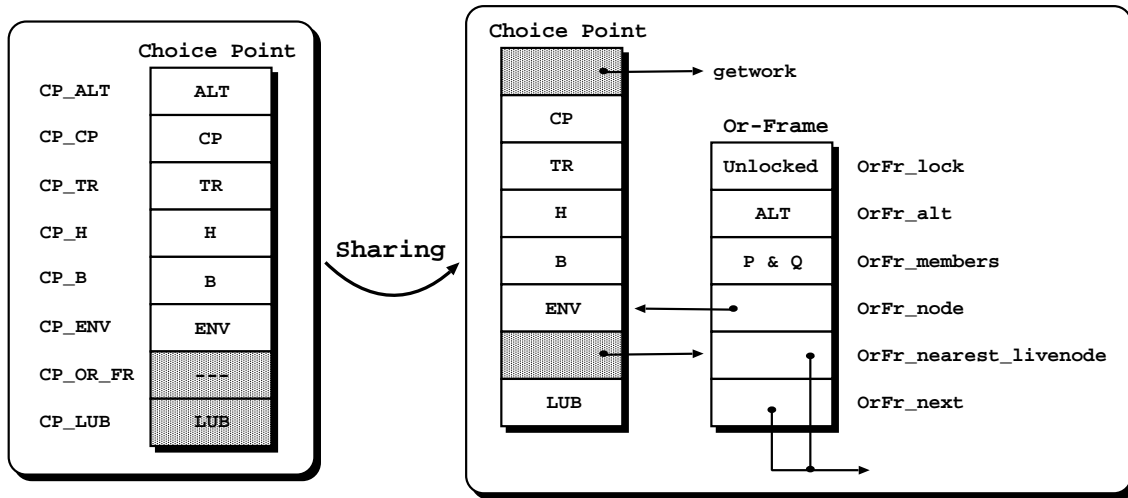 Choice Point
CP_ALT ALT
CP_CP CP
CP_TR TR
CP_H H
CP_B B
CP_ENV ENV
CP_OR_FR ---
CP_LUB LUB
Sharing
Choice Point
getwork
CP
TR
H
B
ENV
LUB
Or-Frame
Unlocked OrFr_lock
ALT OrFr_alt
P & Q OrFr_members
OrFr_node
OrFr_nearest_livenode
OrFr_next